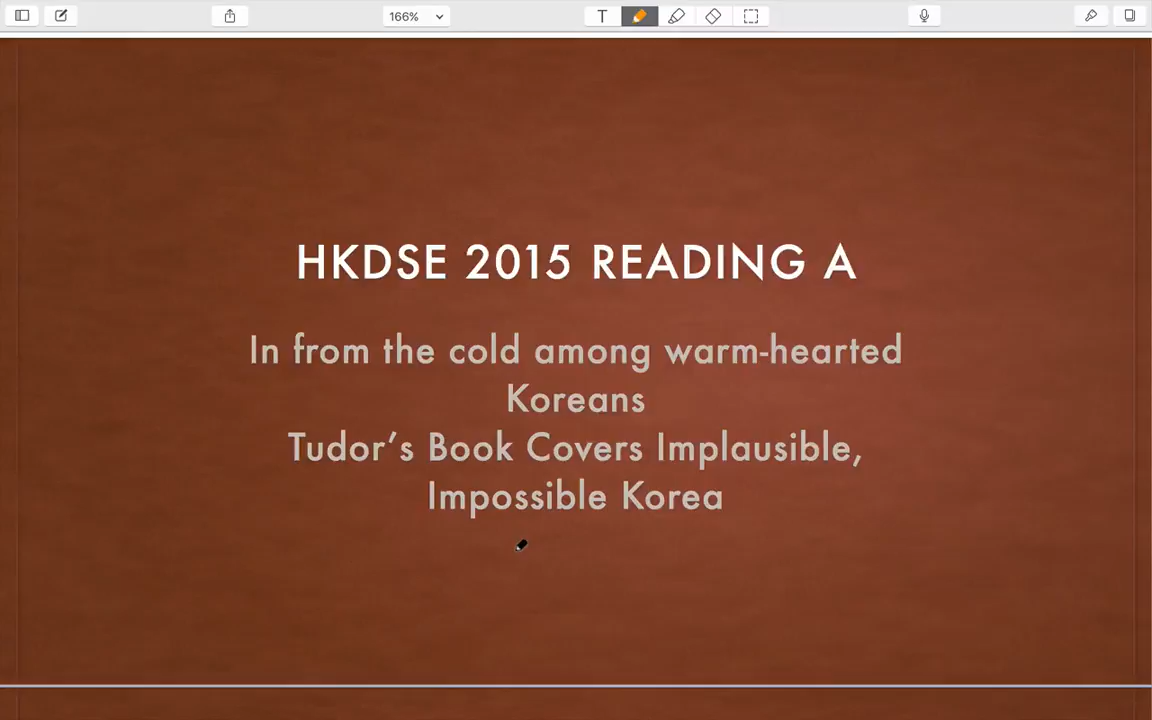 166%
T
HKDSE 2015 READING A
In from the cold among warm-hearted
Koreans
Tudor’s Book Covers Implausible,
Impossible Korea